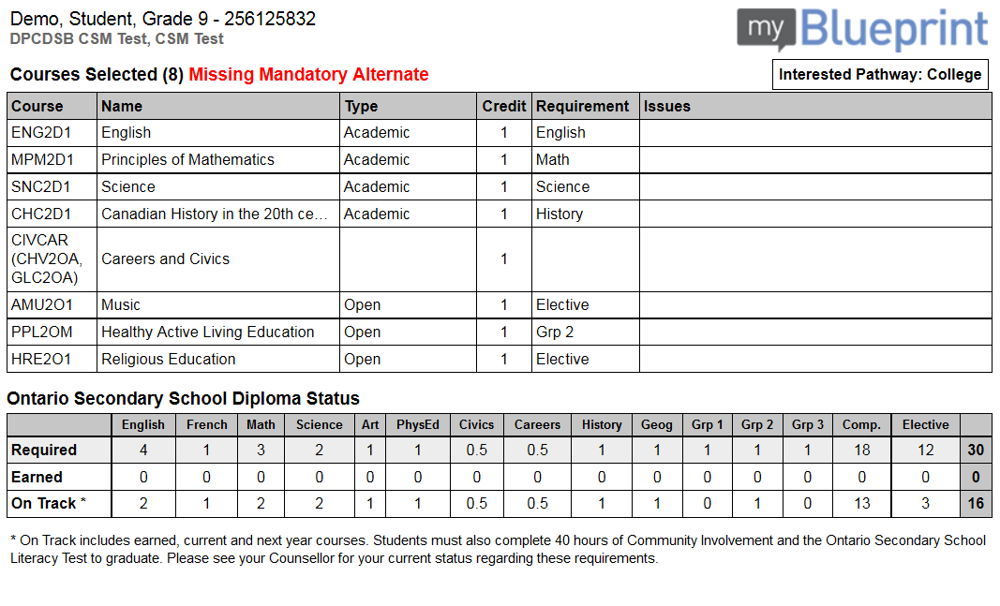 Demo, Student, Grade 9 - 256125832
DPCDSB CSM Test, CSM Test
my Blueprint
Courses Selected (8) Missing Mandatory Alternate
Interested Pathway: College
Course Name Type Credit Requirement Issues
ENG2D1 English Academic 1 English
MPM2D1 Principles of Mathematics Academic 1 Math
SNC2D1 Science Academic 1 Science
CHC2D1 Canadian History in the 20th ce... Academic 1 History
CIVCAR
(CHV2OA,
GLC2OA)
Careers and Civics 1
AMU2O1 Music Open 1 Elective
PPL2OM Healthy Active Living Education Open 1 Grp 2
HRE2O1 Religious Education Open 1 Elective
Ontario Secondary School Diploma Status
English French Math Science Art PhysEd Civics Careers History Geog Grp 1 Grp 2 Grp 3 Comp. Elective
Required 4 1 3 2 1 1 0.5 0.5 1 1 1 1 1 18 12 30
Earned 0 0 0 0 0 0 0 0 0 0 0 0 0 0 0 0
On Track * 2 1 2 2 1 1 0.5 0.5 1 1 0 1 0 13 3 16
* On Track includes earned, current and next year courses. Students must also complete 40 hours of Community Involvement and the Ontario Secondary School
Literacy Test to graduate. Please see your Counsellor for your current status regarding these requirements.